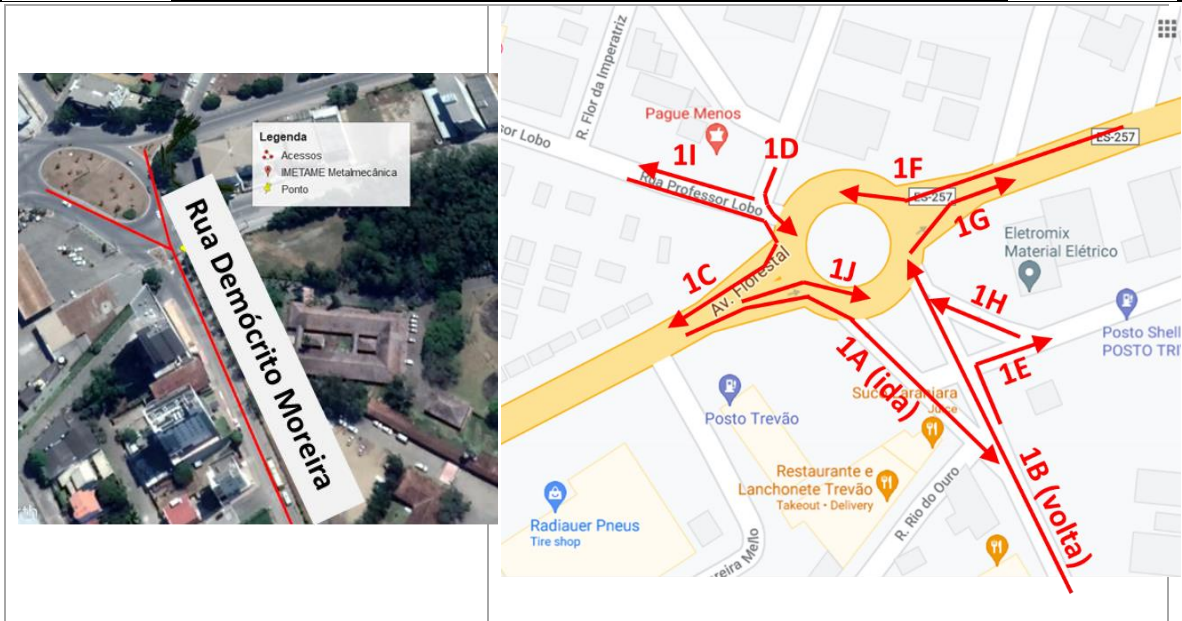 Legenda
Acessos
IMETAME Metalmecânica
Ponto
Rua Demócrito Moreira
R. Flor da Imperatriz
Pague Menos
sor Lobo
1I
1D
Rua Professor Lobo
1F
ES-257
ES-257
1G
Eletromix
Material Elétrico
1C
Av. Florestal
1J
1H
Posto Shell
POSTO TRI
1E
1A (ida)
Posto Trevão
Juice
Restaurante e
Lanchonete Trevão
Takeout • Delivery
1B (volta)
R. Rio do Ouro
Radiauer Pneus
Tire shop
reira Mello